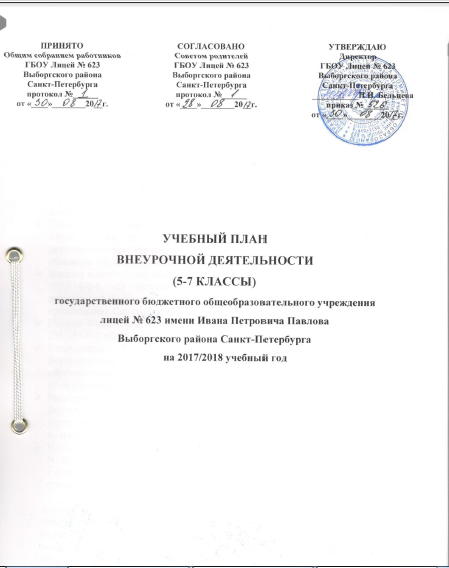 ПРИНЯТО
Общим собранием работников
ГБОУ Лицей № 623
Выборгского района
Санкт-Петербурга
протокол № 1
от « 30 » 08 2017г.
СОГЛАСОВАНО
Советом родителей
ГБОУ Лицей № 623
Выборгского района
Санкт-Петербурга
протокол № 1
от « 28 » 08 2017г.
УТВЕРЖДАЮ
Директор
ГБОУ Лицей № 623
Выборгского района
Санкт-Петербурга
Н.Н. Бельцева
приказ №
от « 30 » 08 2017г.
УЧЕБНЫЙ ПЛАН
ВНЕУРОЧНОЙ ДЕЯТЕЛЬНОСТИ
(5-7 КЛАССЫ)
государственного бюджетного общеобразовательного учреждения
лицей № 623 имени Ивана Петровича Павлова
Выборгского района Санкт-Петербурга
на 2017/2018 учебный год